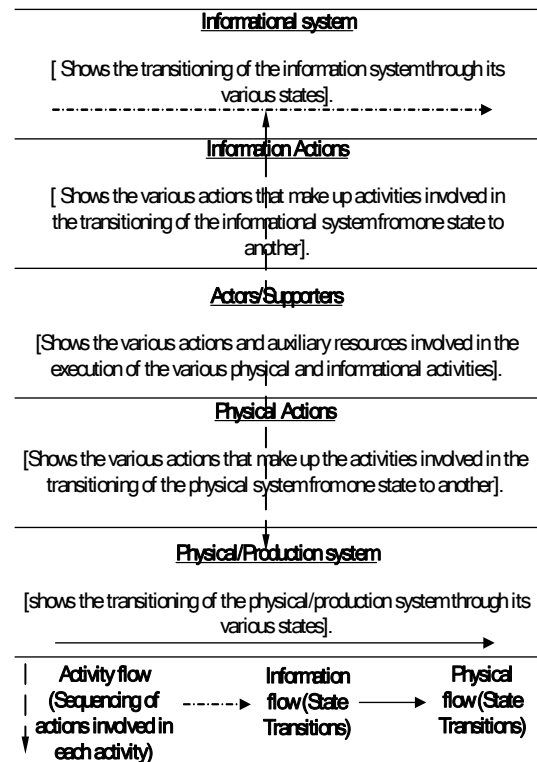 Informational system
[ Shows the transitioning of the information system through its
various states].
Information Actions
[ Shows the various actions that make up activities involved in
the transitioning of the informational system from one state to
another].
Actors/Supporters
[Shows the various actions and auxiliary resources involved in the
execution of the various physical and informational activities].
Physical Actions
[Shows the various actions that make up the activities involved in the
transitioning of the physical system from one state to another].
Physical/Production system
[shows the transitioning of the physical/production system through its
various states].
Activity flow
(Sequencing of
actions involved in
each activity)
Information
flow (State
Transitions)
Physical
flow (State
Transitions)